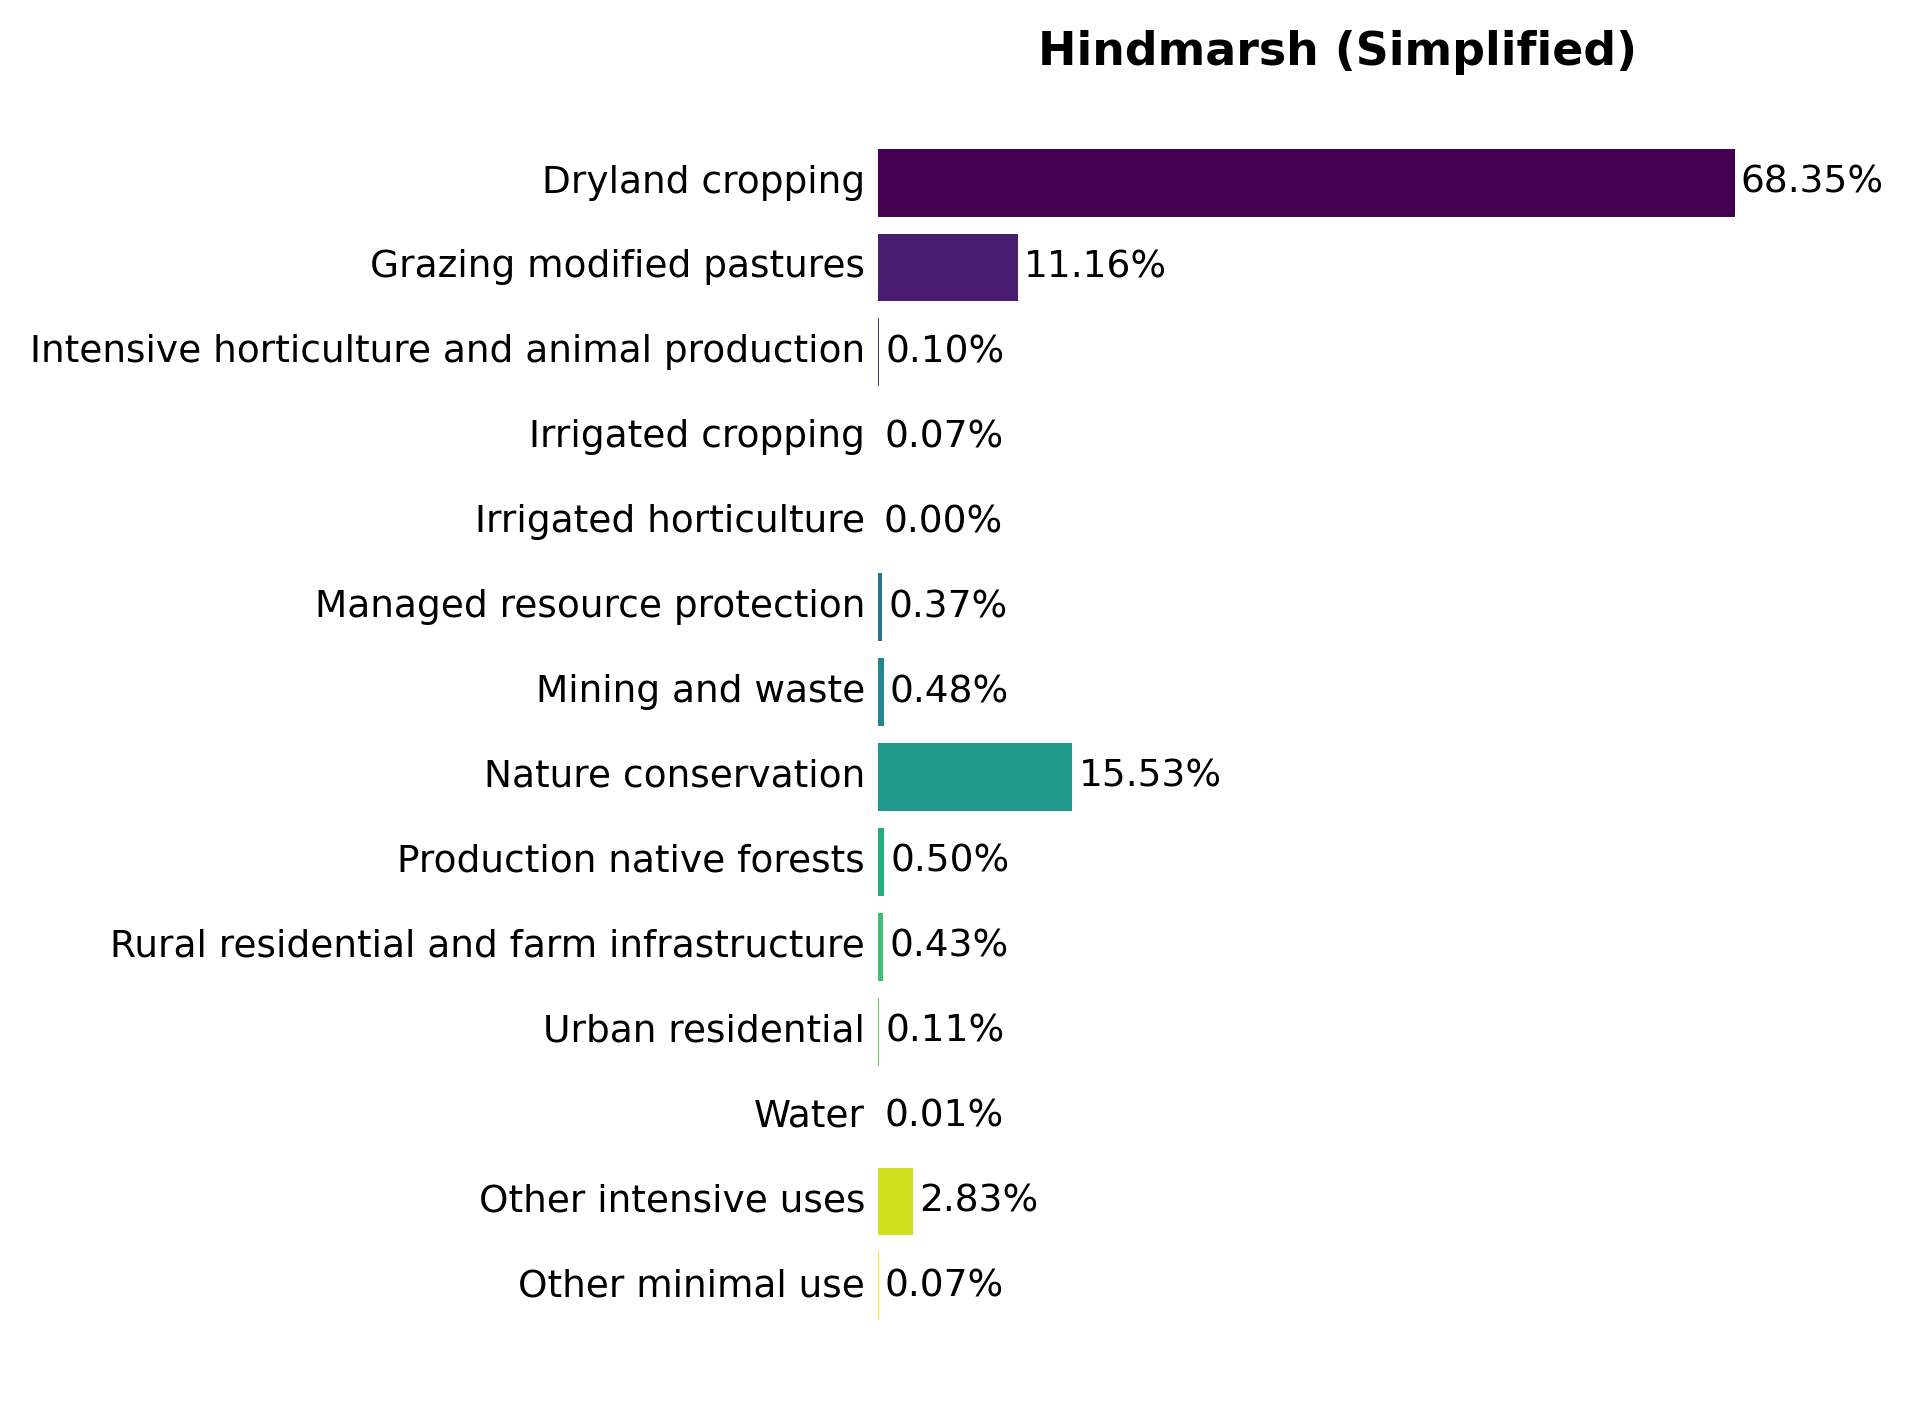 Hindmarsh (Simplified)
Dryland cropping 68.35%
Grazing modified pastures 11.16%
Intensive horticulture and animal production 0.10%
Irrigated cropping 0.07%
Irrigated horticulture 0.00%
Managed resource protection 0.37%
Mining and waste 0.48%
Nature conservation 15.53%
Production native forests 0.50%
Rural residential and farm infrastructure 0.43%
Urban residential 0.11%
Water 0.01%
Other intensive uses 2.83%
Other minimal use 0.07%